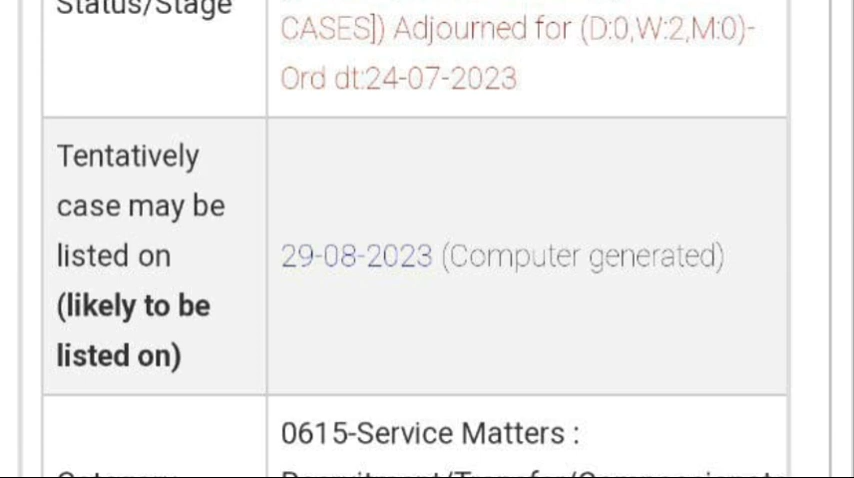 Status/Stage
CASES]) Adjourned for (D:0,W:2,M:0)-
Ord dt:24-07-2023
Tentatively
case may be
listed on
(likely to be
listed on)
29-08-2023 (Computer generated)
0615-Service Matters :